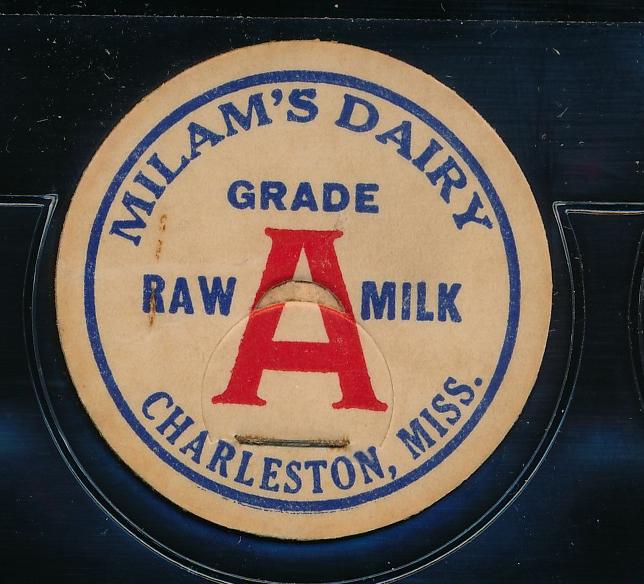 MILAM'S DAIRY
GRADE
A
RAW MILK
CHARLESTON, MISS.